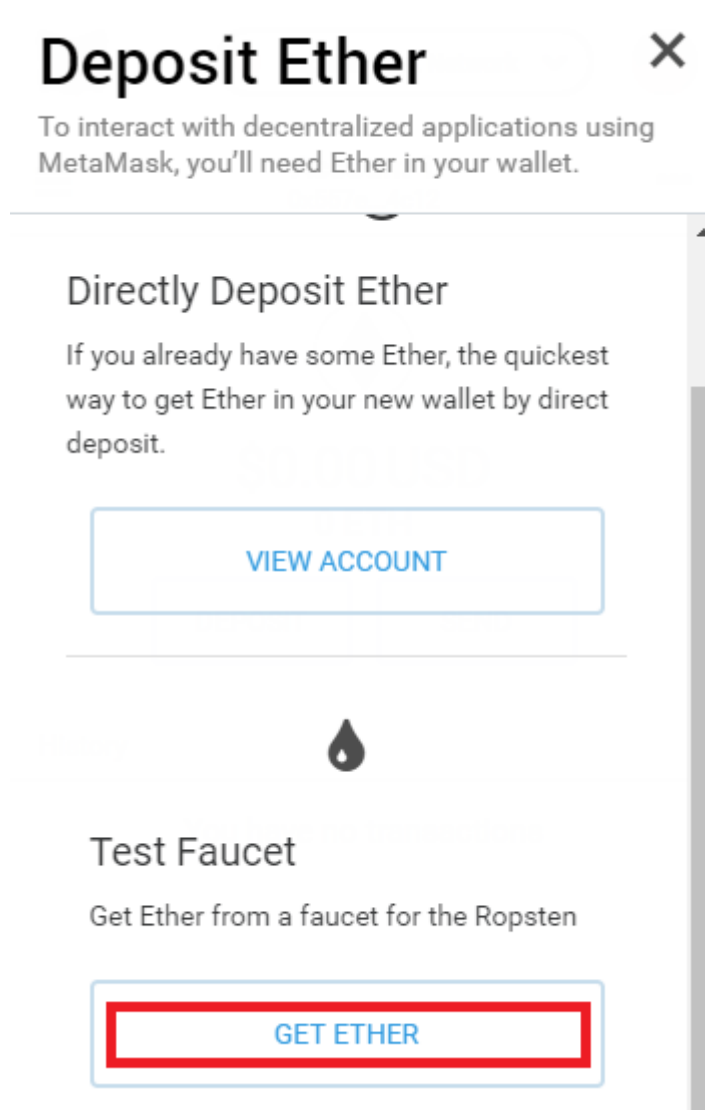 Deposit Ether
To interact with decentralized applications using
MetaMask, you’ll need Ether in your wallet.
Directly Deposit Ether
If you already have some Ether, the quickest
way to get Ether in your new wallet by direct
deposit.
VIEW ACCOUNT
Test Faucet
Get Ether from a faucet for the Ropsten
GET ETHER